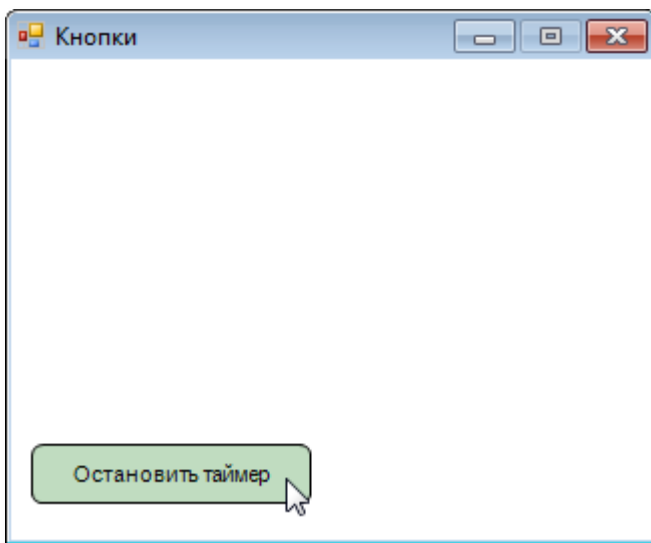 Кнопки
Остановить таймер